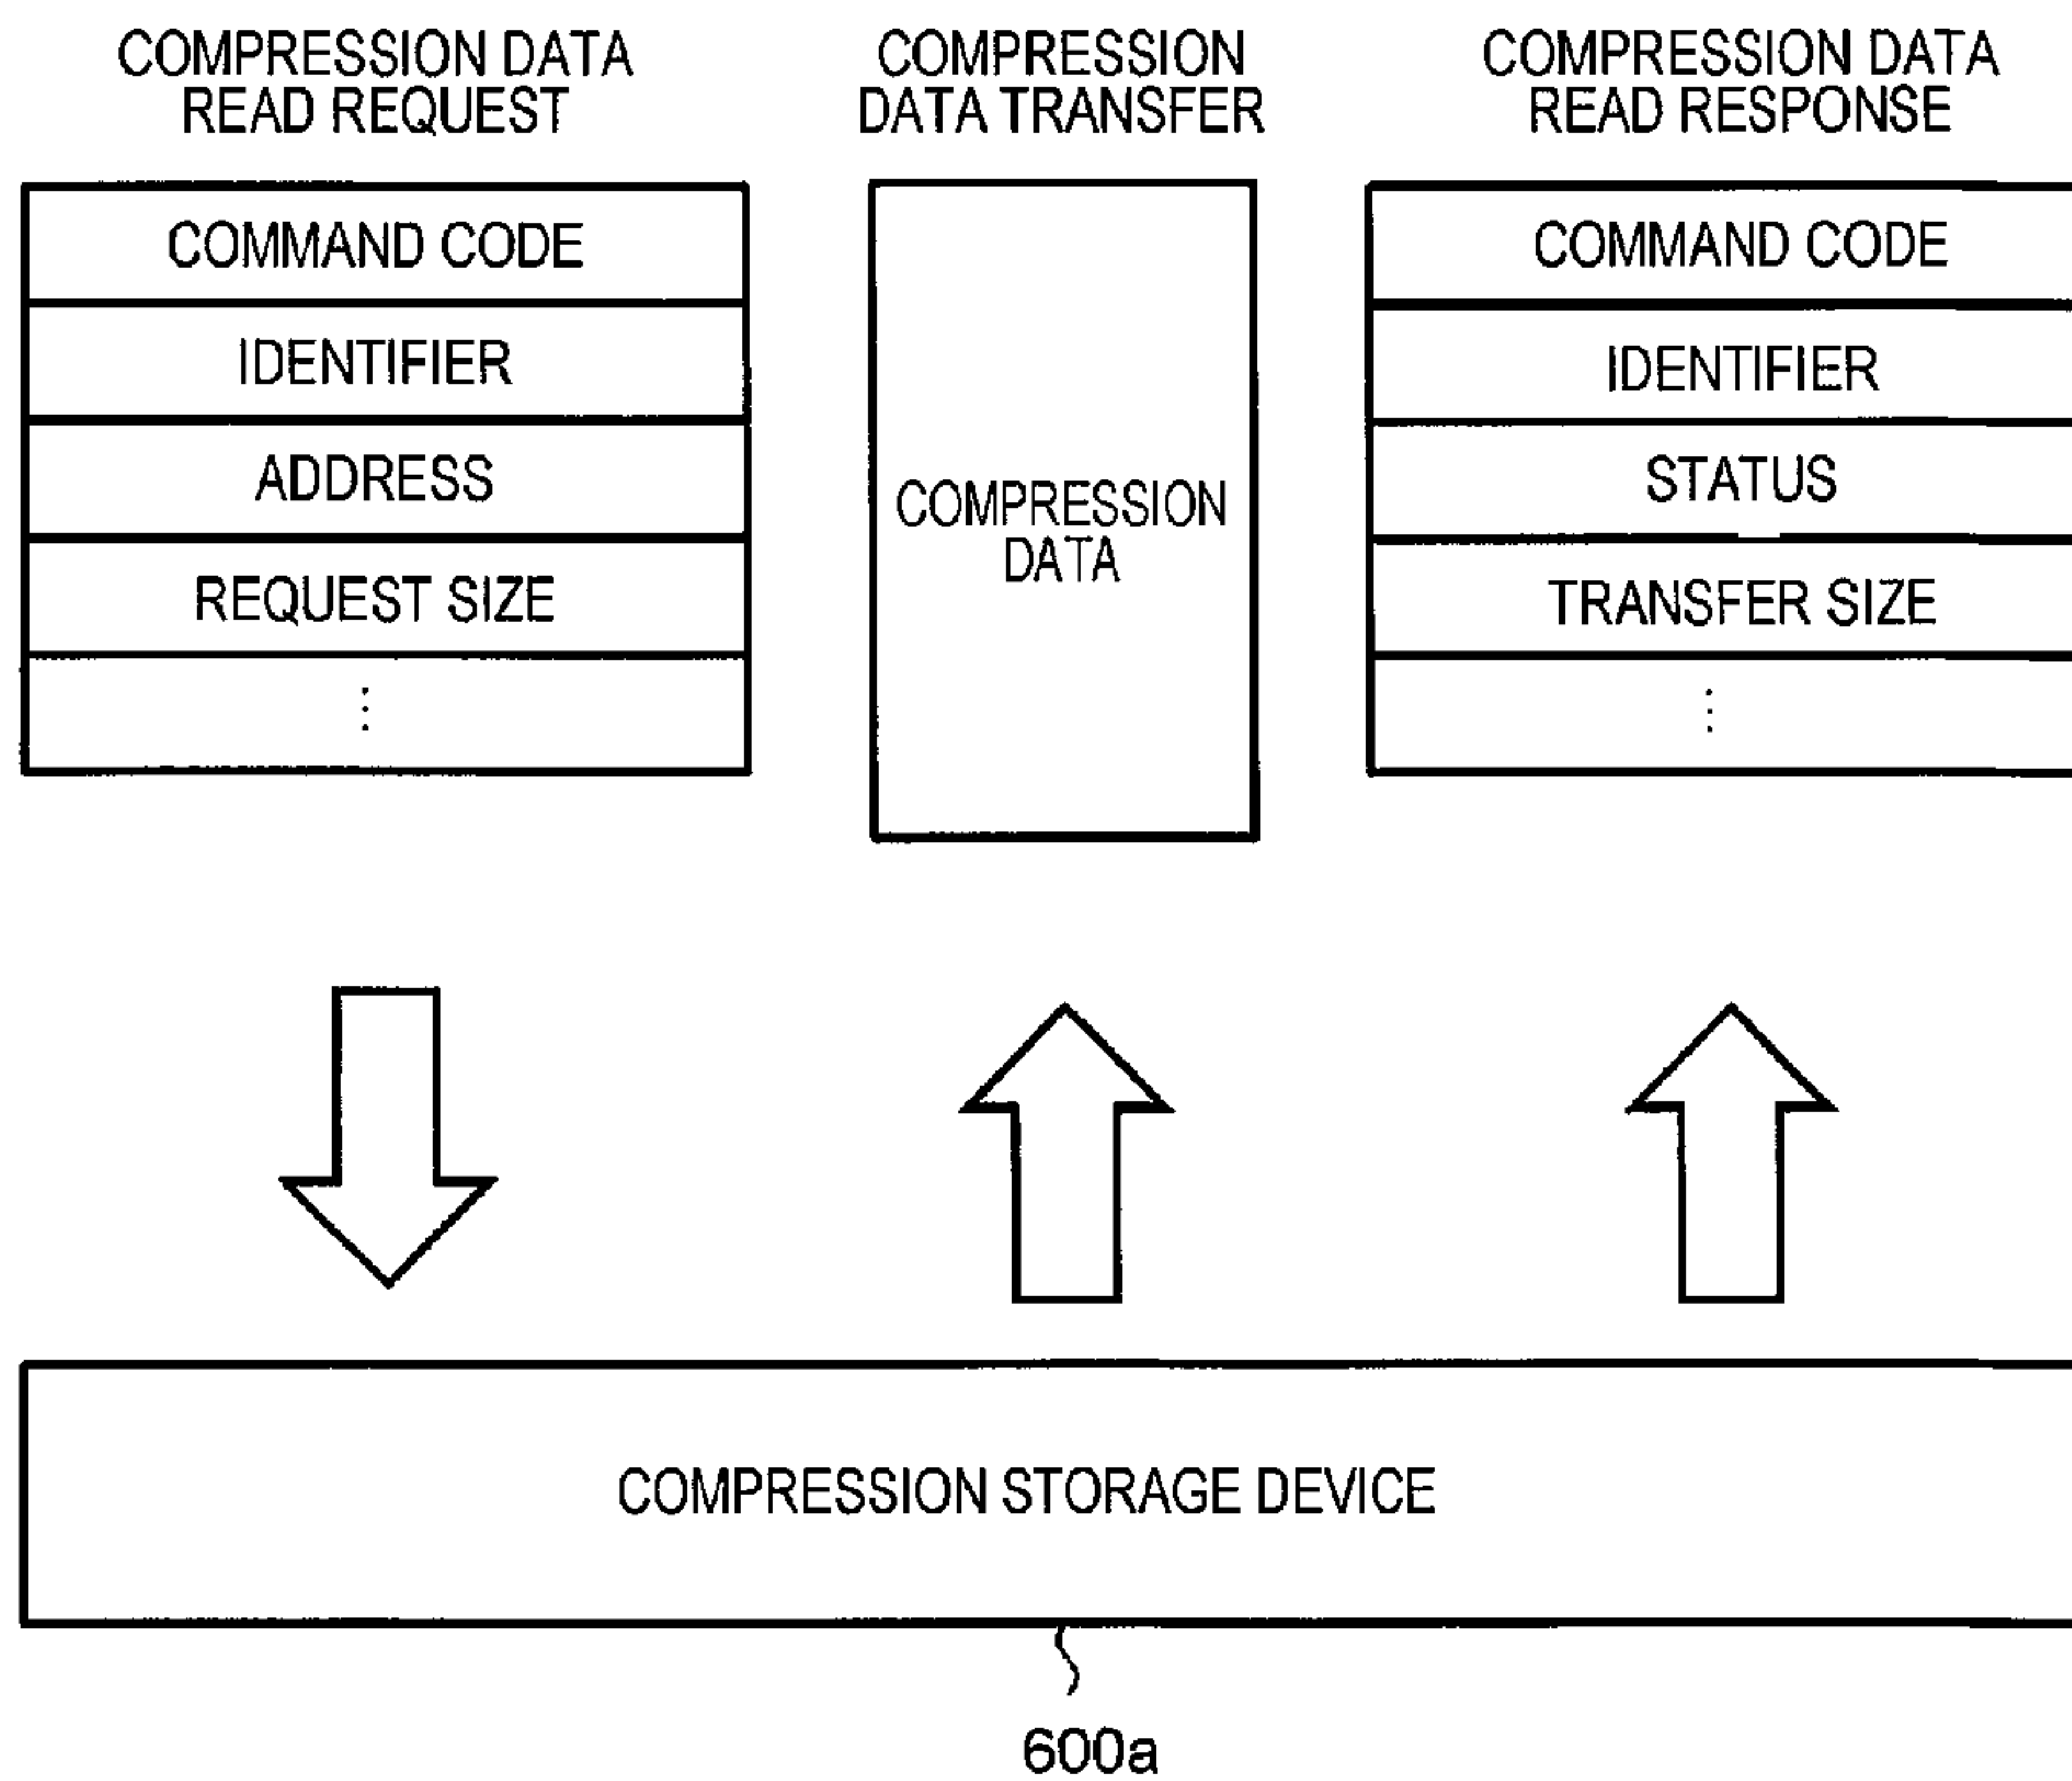 COMPRESSION DATA
READ REQUEST
COMMAND CODE
IDENTIFIER
ADDRESS
REQUEST SIZE
⋮
COMPRESSION
DATA TRANSFER
COMPRESSION
DATA
COMPRESSION DATA
READ RESPONSE
COMMAND CODE
IDENTIFIER
STATUS
TRANSFER SIZE
⋮
COMPRESSION STORAGE DEVICE
600a